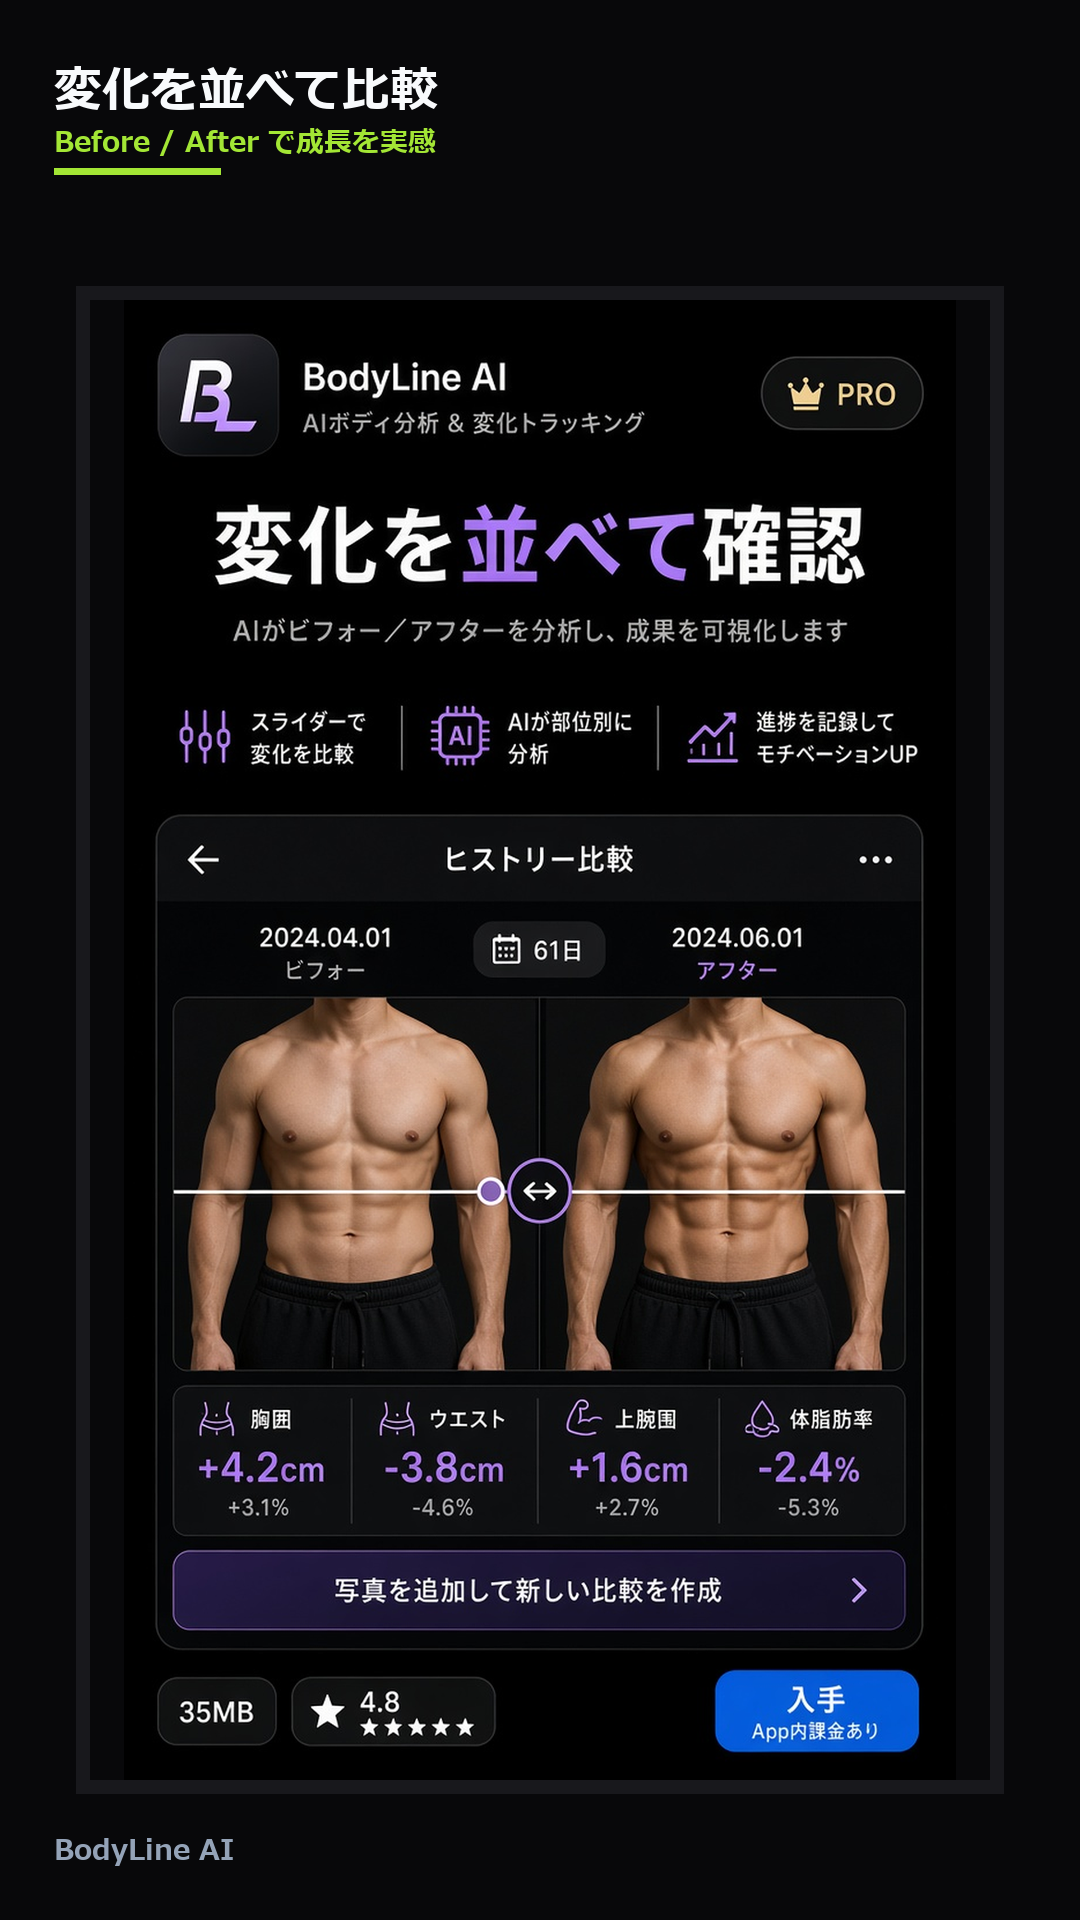 変化を並べて比較
Before / After で成長を実感
BL
BodyLine AI
AIボディ分析 & 変化トラッキング
PRO
変化を並べて確認
AIがビフォー／アフターを分析し、成果を可視化します
スライダーで
変化を比較
AI
AIが部位別に
分析
進捗を記録して
モチベーションUP
ヒストリー比較
2024.04.01
ビフォー
61日
2024.06.01
アフター
胸囲
+4.2cm
+3.1%
ウエスト
-3.8cm
-4.6%
上腕囲
+1.6cm
+2.7%
体脂肪率
-2.4%
-5.3%
写真を追加して新しい比較を作成
35MB
4.8
入手
App内課金あり
BodyLine AI